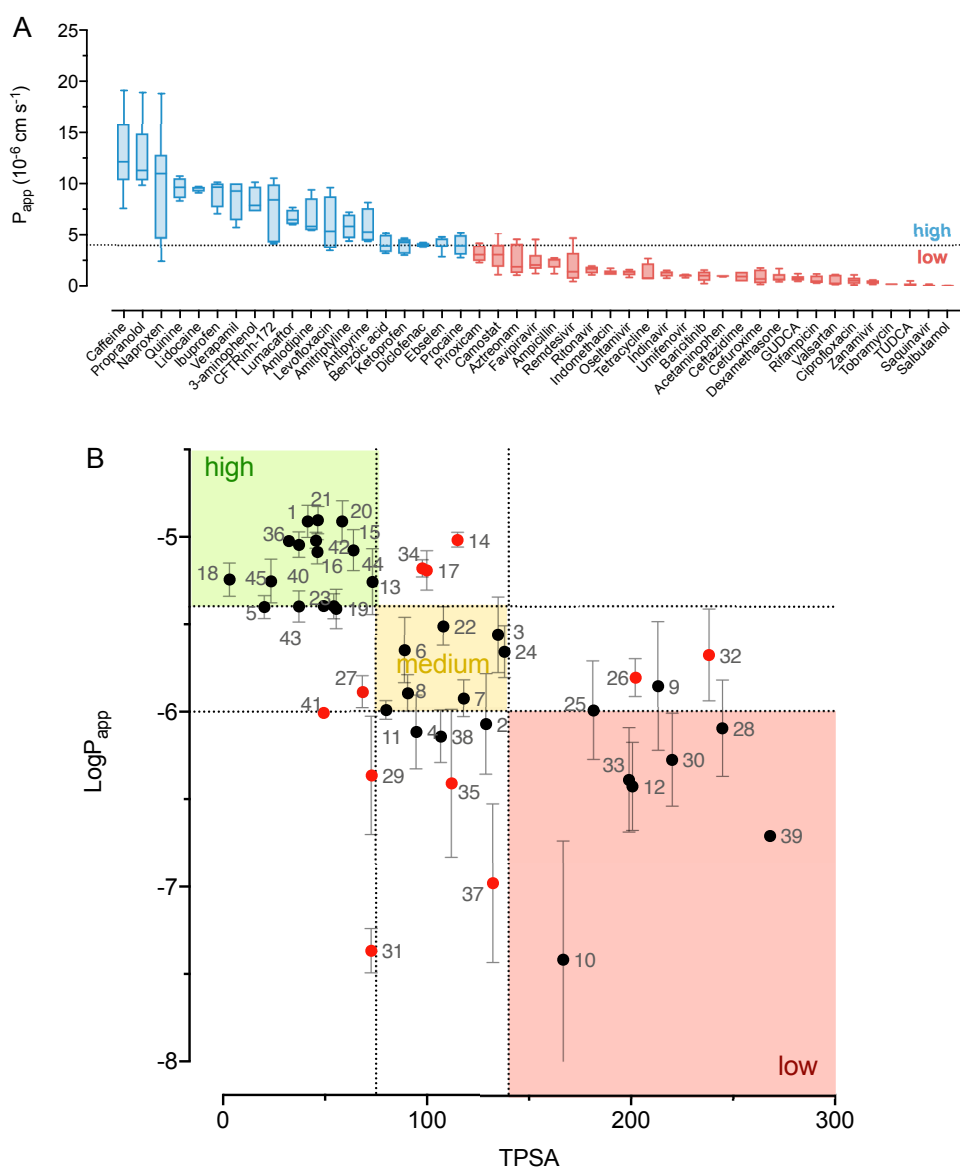 A
25
20
15
10
5
0
Papp (10-6 cm s-1)
high
low
Caffeine
Propranolol
Naproxen
Quinine
Lidocaine
Ibuprofen
Verapamil
3-aminophenol
CFTRinh-172
Lumacaftor
Amlodipine
Levofloxacin
Amitriptyline
Antipyrine
Benzoic acid
Ketoprofen
Diclofenac
Ebselen
Procaine
Piroxicam
Camostat
Azteonam
Favipiravir
Ampicillin
Remdesivir
Ritonavir
Indomethacin
Oseltamivir
Tetracycline
Indinavir
Umifenovir
Baricitinib
Acetaminophen
Ceftazidime
Cefuroxime
Dexamethasone
GUDCA
Rifampicin
Valsartan
Ciprofloxacin
Zanamivir
Tobramycin
TUDCA
Saquinavir
Salbutamol
B
high
21
1
20
36
15
34
14
42
16
17
44
18
45
40
13
23
19
5
43
22
3
6
24
medium
27
32
26
8
9
7
41
25
2
11
4
38
28
30
29
33
35
12
39
37
31
10
low
-5
-6
-7
-8
LogPapp
0
100
200
300
TPSA